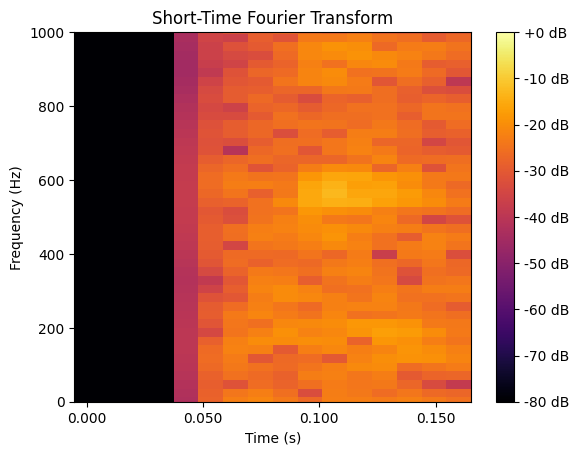 Short-Time Fourier Transform
1000
800
600
400
200
0
Frequency (Hz)
0.000
0.050
0.100
0.150
Time (s)
+0 dB
-10 dB
-20 dB
-30 dB
-40 dB
-50 dB
-60 dB
-70 dB
-80 dB